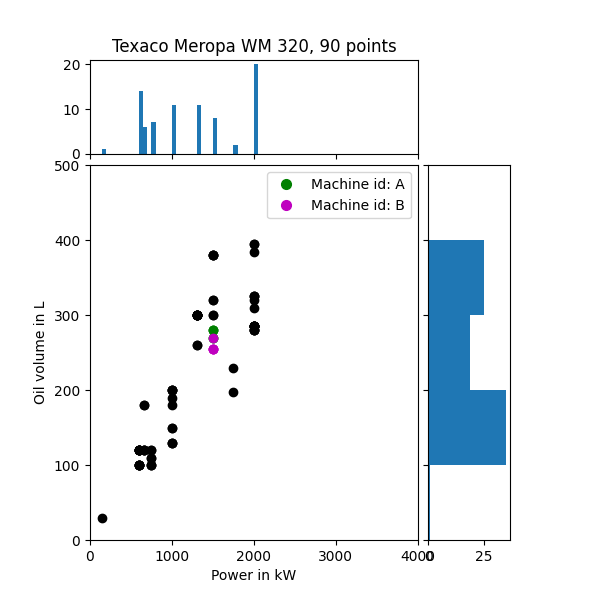 Texaco Meropa WM 320, 90 points
20
10
0
500
400
300
200
100
0
Oil volume in L
Machine id: A
Machine id: B
0 1000 2000 3000 4000
Power in kW
0 25